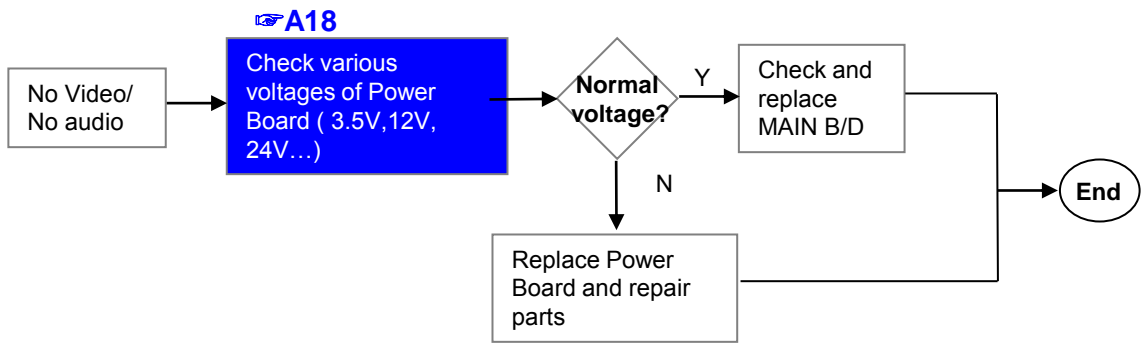 ☞A18
No Video/
No audio
Check various
voltages of Power
Board ( 3.5V,12V,
24V…)
Normal
voltage?
Y
Check and
replace
MAIN B/D
N
Replace Power
Board and repair
parts
End